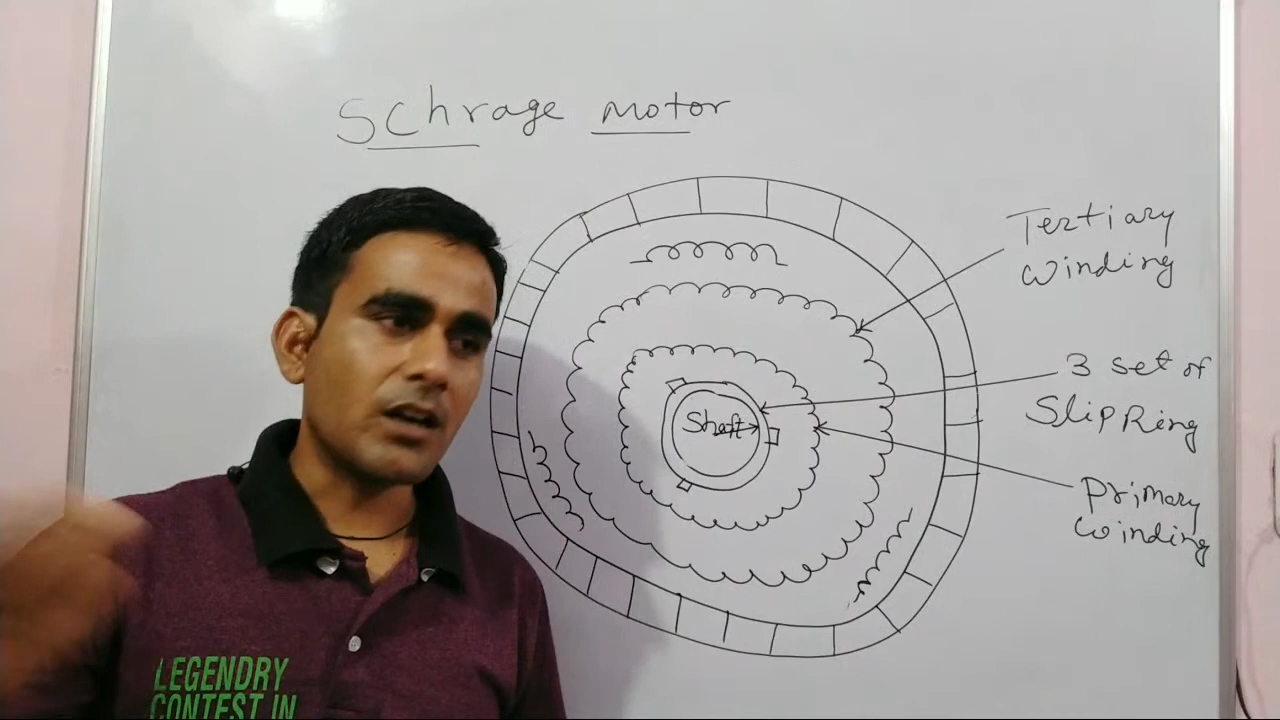 Schrage motor
Tertiary
winding
3 set of
Slip Ring
Shaft
primary
winding
LEGENDRY
CONTEST IN